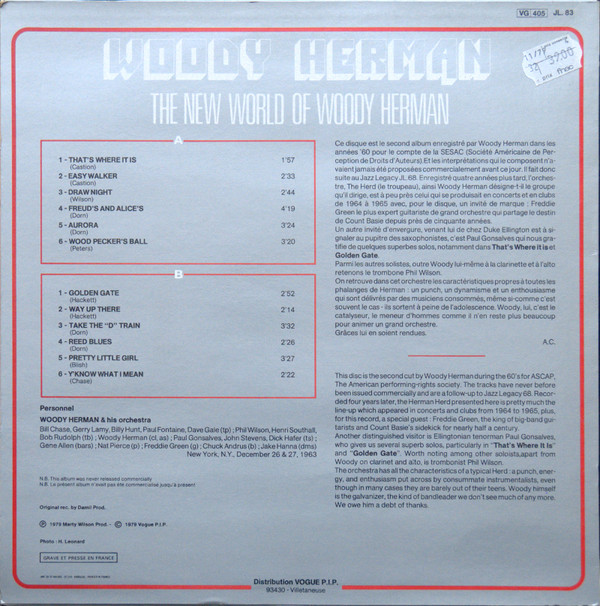 VG 405 JL. 83
WOODY HERMAN
THE NEW WORLD OF WOODY HERMAN
A
1 - THAT'S WHERE IT IS 1'57
(Castion)
2 - EASY WALKER 2'33
(Castion)
3 - DRAW NIGHT 2'44
(Wilson)
4 - FREUD'S AND ALICE'S 4'19
(Dorn)
5 - AURORA 3'24
(Dorn)
6 - WOOD PECKER'S BALL 3'20
(Peters)
B
1 - GOLDEN GATE 2'52
(Hackett)
2 - WAY UP THERE 2'14
(Hackett)
3 - TAKE THE "D" TRAIN 3'32
(Dorn)
4 - REED BLUES 2'26
(Dorn)
5 - PRETTY LITTLE GIRL 3'27
(Blish)
6 - Y'KNOW WHAT I MEAN 2'22
(Chase)
Personnel
WOODY HERMAN & his orchestra
Bill Chase, Gerry Lamy, Billy Hunt, Paul Fontaine, Dave Gale (tp) ; Phil Wilson, Henri Southall,
Bob Rudolph (tb) ; Woody Herman (cl, as) ; Paul Gonsalves, John Stevens, Dick Hafer (ts) ;
Gene Allen (bars) ; Nat Pierce (p) ; Freddie Green (g) ; Chuck Andrus (b) ; Jake Hanna (dms)
New York, N.Y., December 26 & 27, 1963
N.B. This album was never released commercially
N.B. Le présent album n'avait pas été commercialisé jusqu'à présent
Original rec. by Damil Prod.
℗ 1979 Marty Wilson Prod. - © 1979 Vogue P.I.P.
Photo : H. Leonard
GRAVE ET PRESSE EN FRANCE
Ce disque est le second album enregistré par Woody Herman dans les
années '60 pour le compte de la SESAC (Société Américaine de Per-
ception de Droits d'Auteurs). Et les interprétations qui le composent n'a-
vaient jamais été proposées commercialement avant ce jour. Il fait donc
suite au Jazz Legacy JL. 68. Enregistré quatre années plus tard, l'orches-
tre, The Herd (le troupeau), ainsi Woody Herman désigne-t-il le groupe
qu'il dirige, est à peu près celui qui se produisait en concerts et en clubs
de 1964 à 1965 avec, pour le disque, un invité de marque : Freddie
Green le plus expert guitariste de grand orchestre qui partage le destin
de Count Basie depuis près de cinquante années.
Un autre invité d'envergure, venant lui de chez Duke Ellington est à si-
gnaler au pupitre des saxophonistes, c'est Paul Gonsalves qui nous gra-
tifie de quelques superbes solos, notamment dans That's Where it is et
Golden Gate.
Parmi les autres solistes, outre Woody lui-même à la clarinette et à l'alto
retenons le trombone Phil Wilson.
On retrouve dans cet orchestre les caractéristiques propres à toutes les
phalanges de Herman : un punch, un dynamisme et un enthousiasme
qui sont délivrés par des musiciens consommés, même si-comme c'est
souvent le cas - ils sortent à peine de l'adolescence. Woody, lui, c'est le
catalyseur, le meneur d'hommes comme il n'en reste plus beaucoup
pour animer un grand orchestre.
Grâces lui en soient rendues.
A.C.
This disc is the second cut by Woody Herman during the 60's for ASCAP,
The American performing-rights society. The tracks have never before
been issued commercially and are a follow-up to Jazz Legacy 68. Recor-
ded four years later, the Herman Herd presented here is pretty much the
line-up which appeared in concerts and clubs from 1964 to 1965, plus,
for this record, a special guest : Freddie Green, the king of big-band gui-
tarists and Count Basie's sidekick for nearly half a century.
Another distinguished visitor is Ellingtonian tenorman Paul Gonsalves,
who gives us several superb solos, particularly in "That's Where It Is"
and "Golden Gate". Worth noting among other soloists, apart from
Woody on clarinet and alto, is trombonist Phil Wilson.
The orchestra has all the characteristics of a typical Herd : a punch, ener-
gy, and enthusiasm put across by consummate instrumentalists, even
though in many cases they are barely out of their teens. Woody himself
is the galvanizer, the kind of bandleader we don't see much of any more.
We owe him a debt of thanks.
Distribution VOGUE P.I.P.
93430 - Villetaneuse